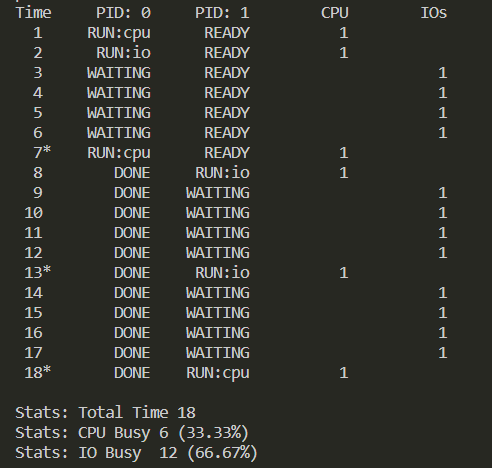 Time    PID: 0    PID: 1    CPU    IOs
1    RUN:cpu    READY    1
2    RUN:io    READY    1
3    WAITING    READY    1
4    WAITING    READY    1
5    WAITING    READY    1
6    WAITING    READY    1
7*    RUN:cpu    READY    1
8    DONE    RUN:io    1
9    DONE    WAITING    1
10    DONE    WAITING    1
11    DONE    WAITING    1
12    DONE    WAITING    1
13*    DONE    RUN:io    1
14    DONE    WAITING    1
15    DONE    WAITING    1
16    DONE    WAITING    1
17    DONE    WAITING    1
18*    DONE    RUN:cpu    1
Stats: Total Time 18
Stats: CPU Busy 6 (33.33%)
Stats: IO Busy  12 (66.67%)